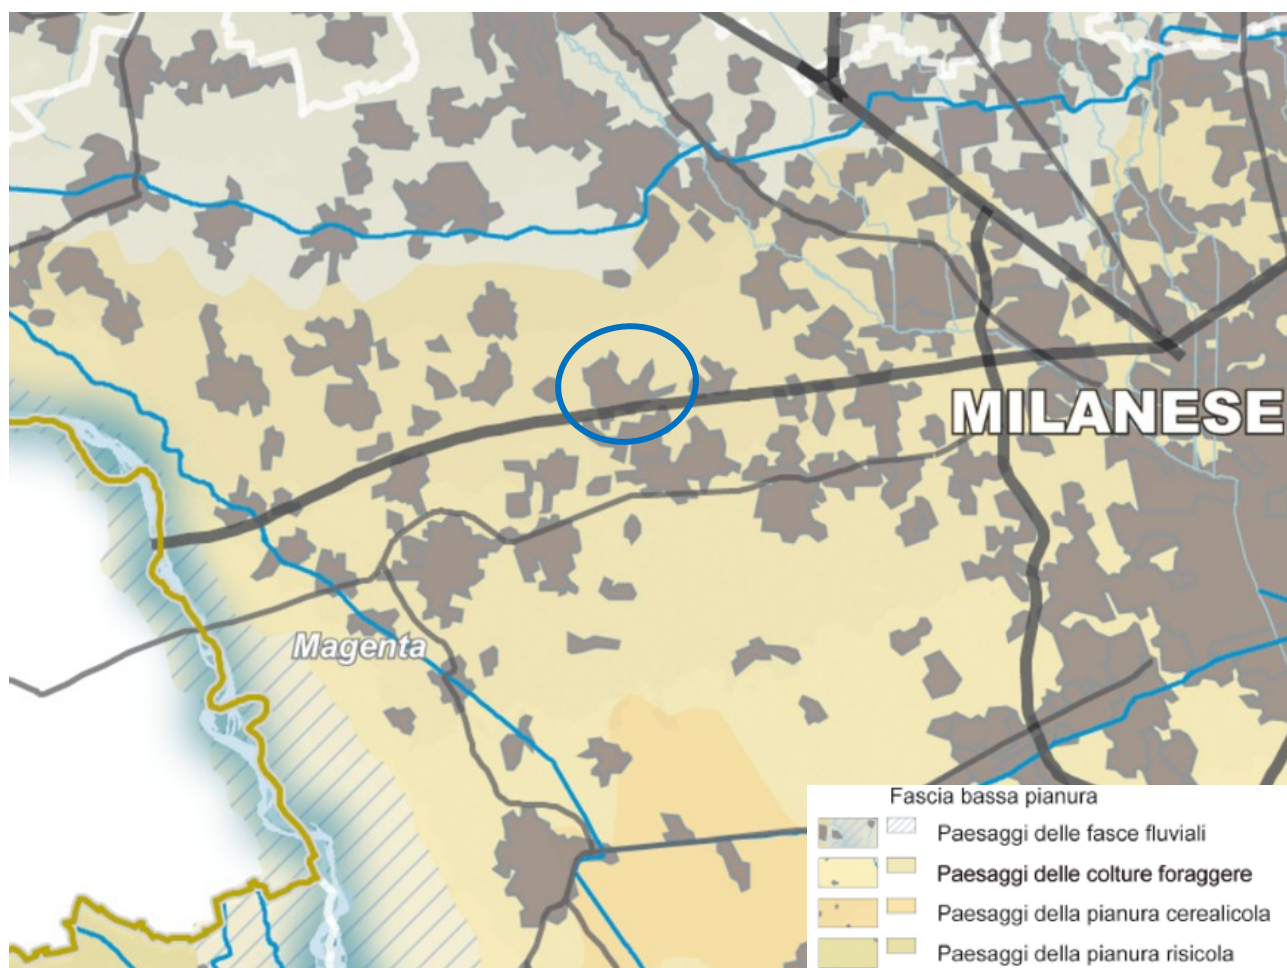 MILANESE
Magenta
Fascia bassa pianura
Paesaggi delle fasce fluviali
Paesaggi delle colture foraggere
Paesaggi della pianura cerealicola
Paesaggi della pianura risicola